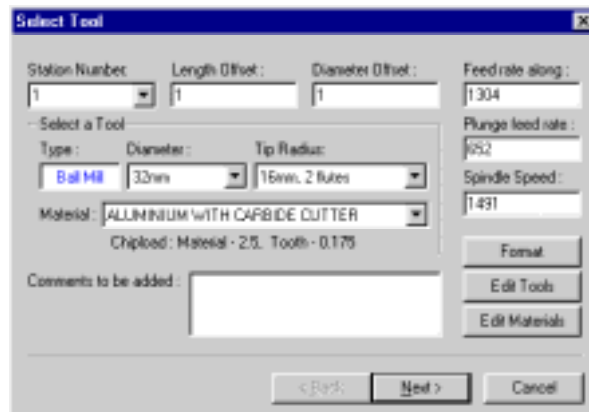 Select Tool
Station Number:
Length Offset :
Diameter Offset :
Feed rate along :
1
1
1
1304
Select a Tool
Plunge feed rate :
652
Type :
Diameter :
Tip Radius:
Ball Mill
32mm
16mm, 2 flutes
Spindle Speed :
1491
Material :
ALUMINIUM WITH CARBIDE CUTTER
Chipload : Material - 2.5, Tooth - 0.175
Format
Comments to be added :
Edit Tools
Edit Materials
< Back
Next >
Cancel